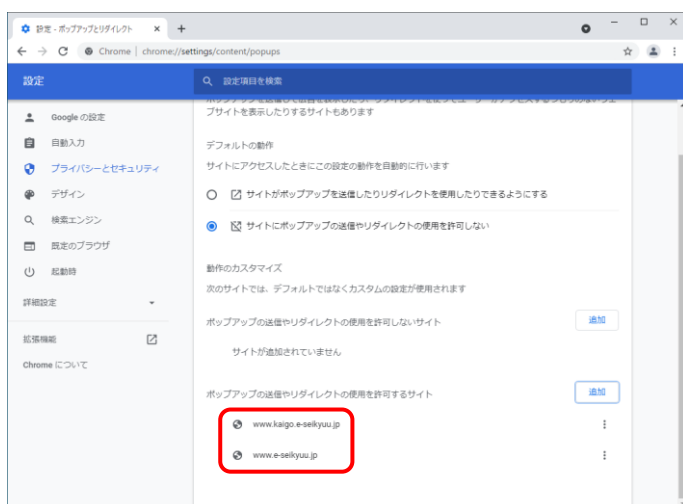 設定 - ポップアップとリダイレクト
Chrome | chrome://settings/content/popups
設定
設定項目を検索
Google の設定
自動入力
プライバシーとセキュリティ
デザイン
検索エンジン
既定のブラウザ
起動時
詳細設定
拡張機能
Chrome について
ブサイトを表示したりするサイトもあります
デフォルトの動作
サイトにアクセスしたときにこの設定の動作を自動的に行います
サイトがポップアップを送信したりリダイレクトを使用したりできるようにする
サイトにポップアップの送信やリダイレクトの使用を許可しない
動作のカスタマイズ
次のサイトでは、デフォルトではなくカスタムの設定が使用されます
ポップアップの送信やリダイレクトの使用を許可しないサイト
追加
サイトが追加されていません
ポップアップの送信やリダイレクトの使用を許可するサイト
追加
www.kaigo.e-seikyuu.jp
www.e-seikyuu.jp